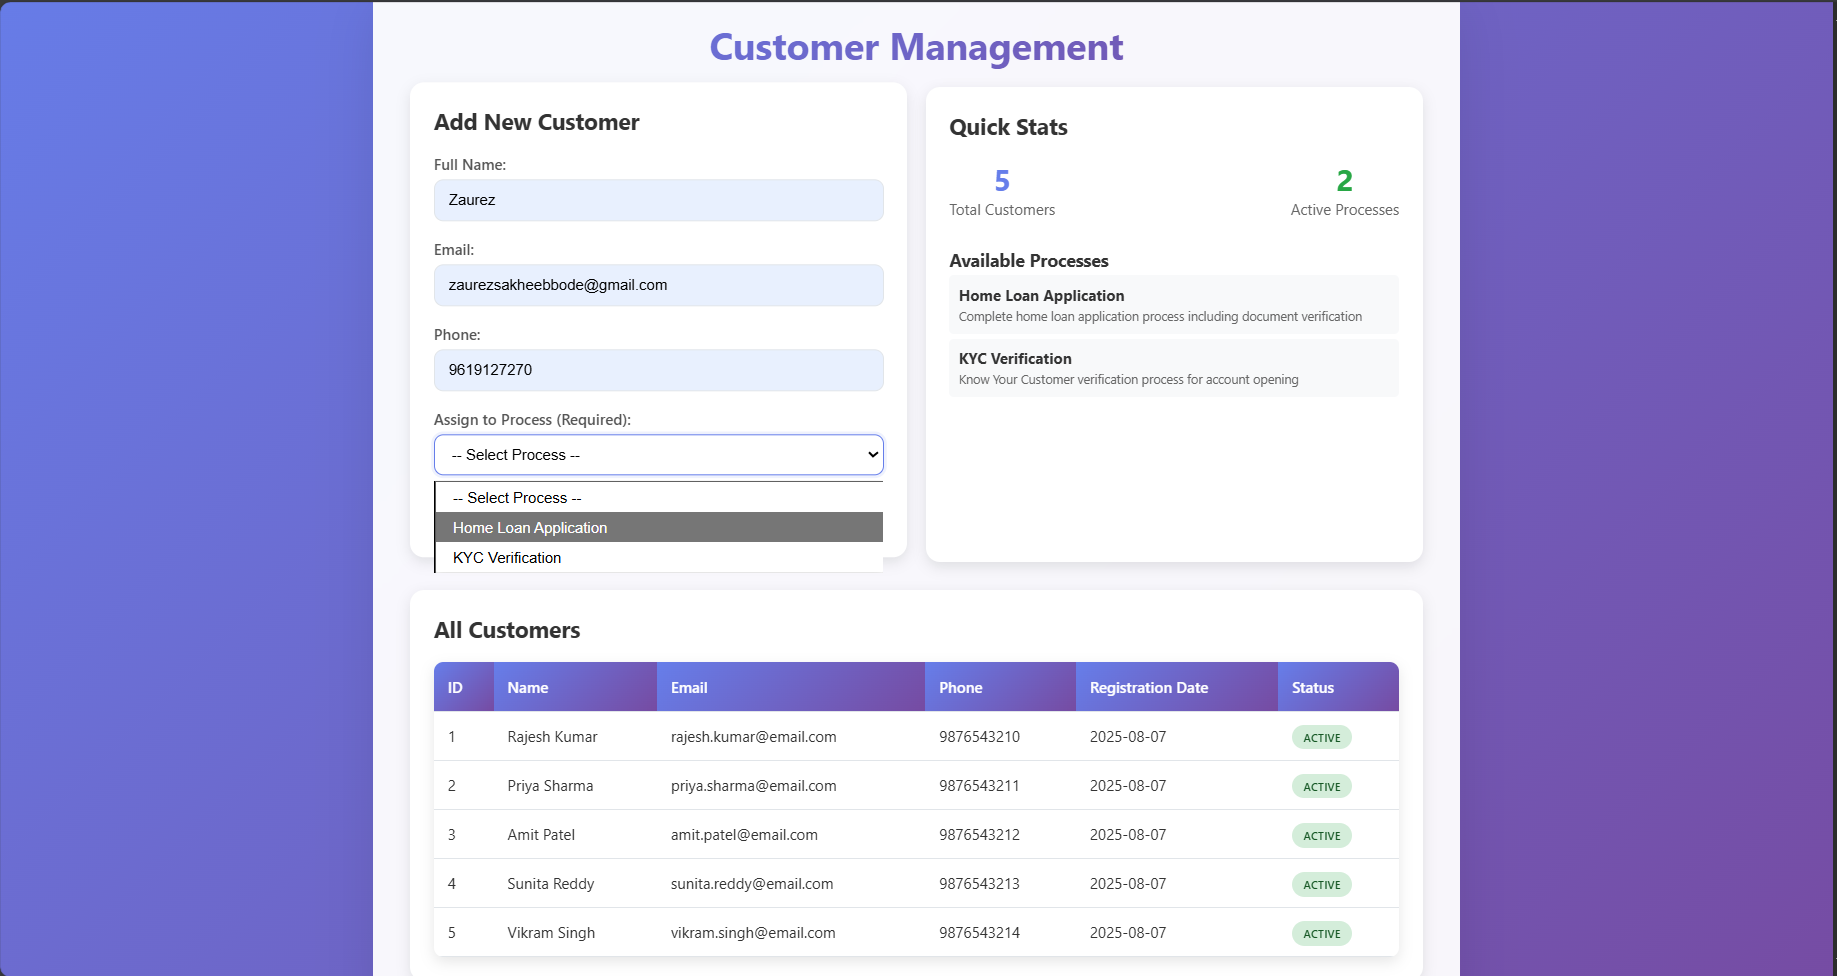 Customer Management
Add New Customer
Full Name:
Zaurez
Email:
zaurezsakheebbode@gmail.com
Phone:
9619127270
Assign to Process (Required):
-- Select Process --
-- Select Process --
Home Loan Application
KYC Verification
Quick Stats
5 2
Total Customers Active Processes
Available Processes
Home Loan Application
Complete home loan application process including document verification
KYC Verification
Know Your Customer verification process for account opening
All Customers
ID Name Email Phone Registration Date Status
1 Rajesh Kumar rajesh.kumar@email.com 9876543210 2025-08-07 ACTIVE
2 Priya Sharma priya.sharma@email.com 9876543211 2025-08-07 ACTIVE
3 Amit Patel amit.patel@email.com 9876543212 2025-08-07 ACTIVE
4 Sunita Reddy sunita.reddy@email.com 9876543213 2025-08-07 ACTIVE
5 Vikram Singh vikram.singh@email.com 9876543214 2025-08-07 ACTIVE